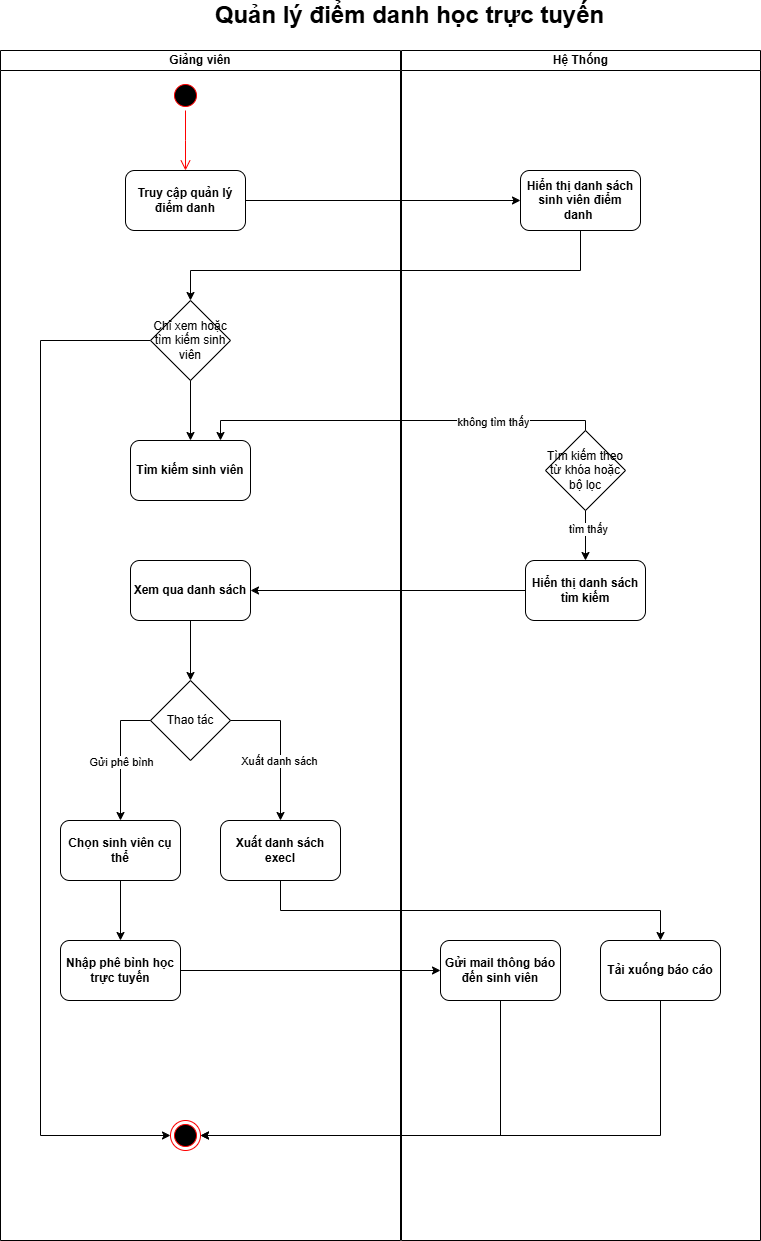 Quản lý điểm danh học trực tuyến
Giảng viên
Hệ Thống
Truy cập quản lý
điểm danh
Hiển thị danh sách
sinh viên điểm
danh
Chỉ xem hoặc
tìm kiếm sinh
viên
không tìm thấy
Tìm kiếm sinh viên
Tìm kiếm theo
từ khóa hoặc
bộ lọc
tìm thấy
Xem qua danh sách
Hiển thị danh sách
tìm kiếm
Thao tác
Gửi phê bình
Xuất danh sách
Chọn sinh viên cụ
thể
Xuất danh sách
execl
Nhập phê bình học
trực tuyến
Gửi mail thông báo
đến sinh viên
Tải xuống báo cáo